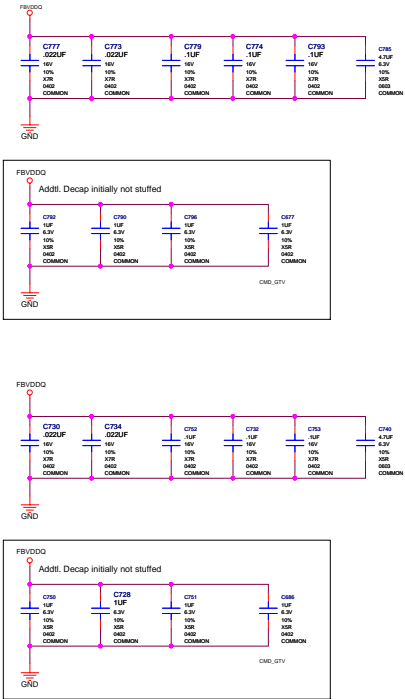 FBVDDQ
C777
.022UF
16V
10%
X7R
0402
COMMON
C773
.022UF
16V
10%
X7R
0402
COMMON
C779
.1UF
16V
10%
X7R
0402
COMMON
C774
.1UF
16V
10%
X7R
0402
COMMON
C793
.1UF
16V
10%
X7R
0402
COMMON
C785
4.7UF
6.3V
10%
X5R
0603
COMMON
GND
FBVDDQ
Addtl. Decap initially not stuffed
C792
1UF
6.3V
10%
X5R
0402
COMMON
C790
1UF
6.3V
10%
X5R
0402
COMMON
C796
1UF
6.3V
10%
X5R
0402
COMMON
C677
1UF
6.3V
10%
X5R
0402
COMMON
CMD_GTV
GND
FBVDDQ
C730
.022UF
16V
10%
X7R
0402
COMMON
C734
.022UF
16V
10%
X7R
0402
COMMON
C752
.1UF
16V
10%
X7R
0402
COMMON
C732
.1UF
16V
10%
X7R
0402
COMMON
C753
.1UF
16V
10%
X7R
0402
COMMON
C740
4.7UF
6.3V
10%
X5R
0603
COMMON
GND
FBVDDQ
Addtl. Decap initially not stuffed
C750
1UF
6.3V
10%
X5R
0402
COMMON
C728
1UF
6.3V
10%
X5R
0402
COMMON
C751
1UF
6.3V
10%
X5R
0402
COMMON
C686
1UF
6.3V
10%
X5R
0402
COMMON
CMD_GTV
GND